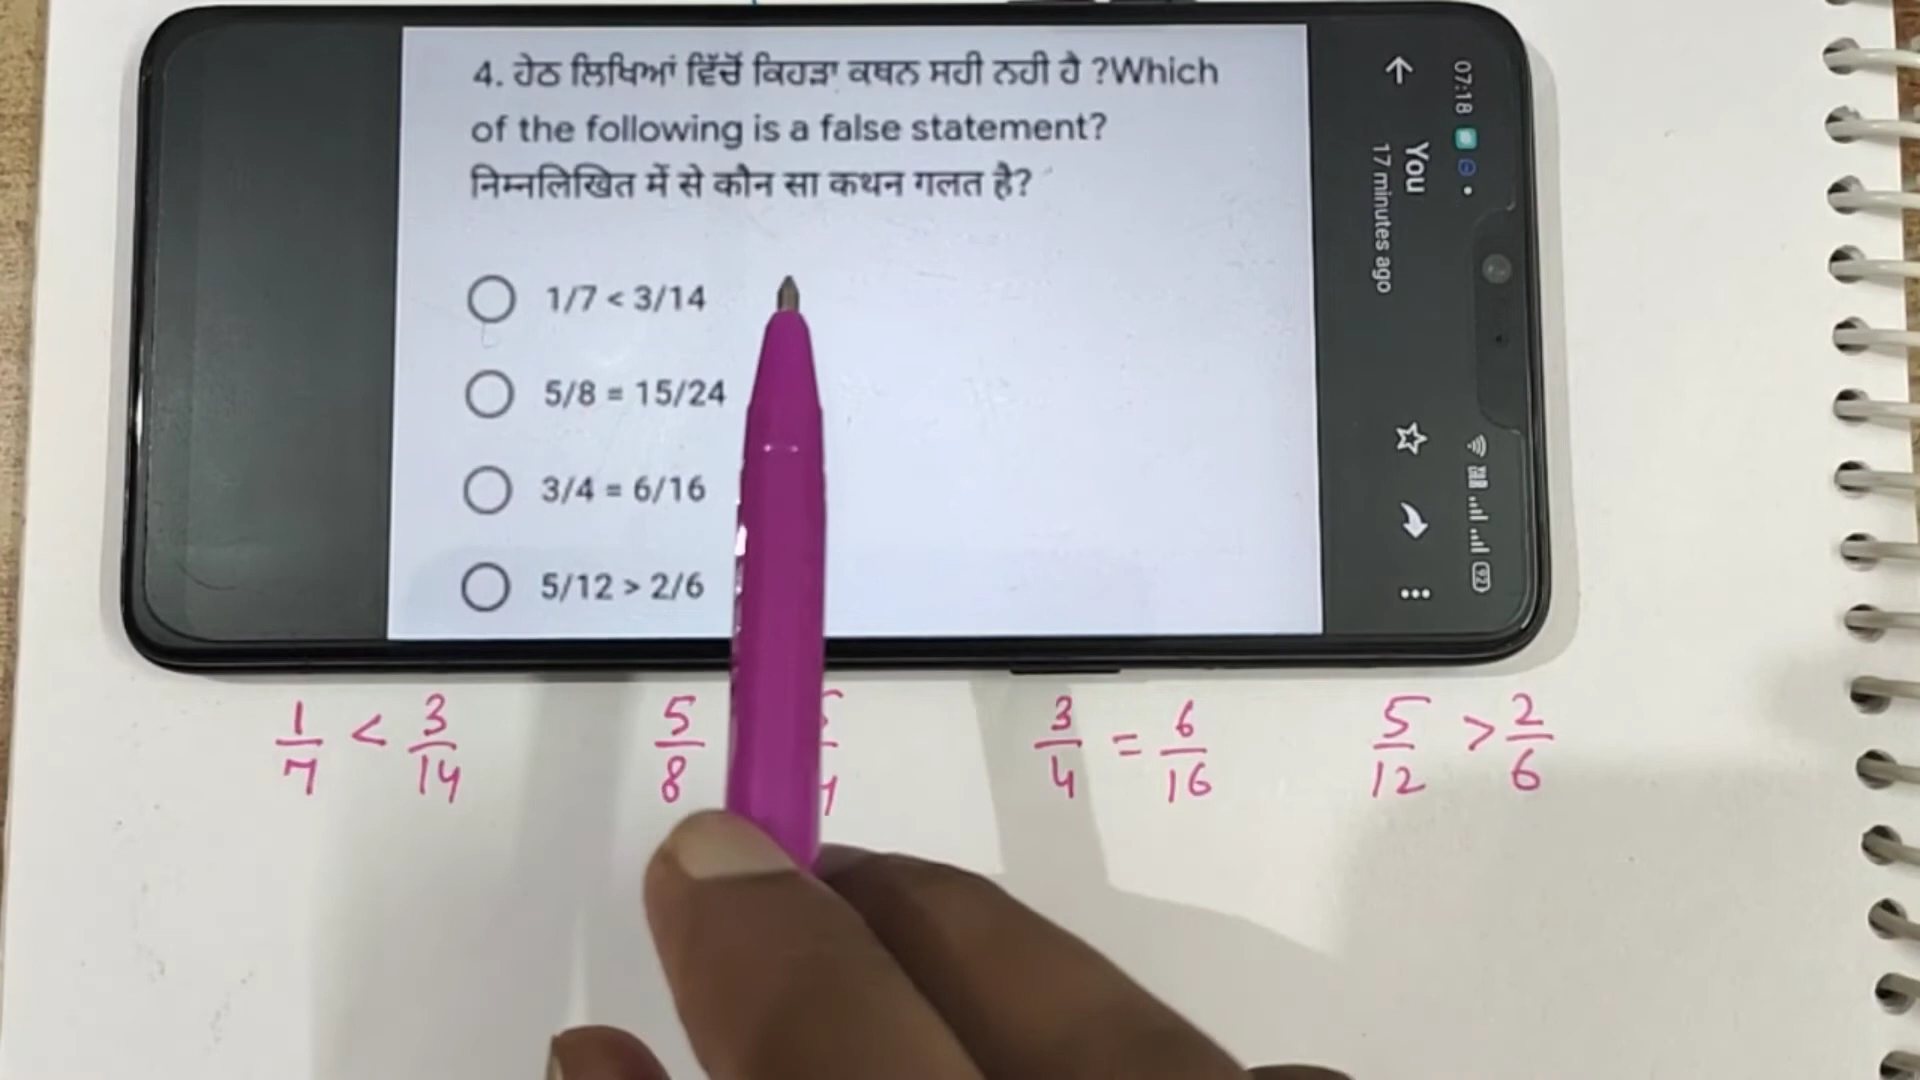 4. ਹੇਠ ਲਿਖਿਆਂ ਵਿੱਚੋਂ ਕਿਹੜਾ ਕਥਨ ਸਹੀ ਨਹੀ ਹੈ ?Which
of the following is a false statement?
निम्नलिखित में से कौन सा कथन गलत है?
1/7 < 3/14
5/8 = 15/24
3/4 = 6/16
5/12 > 2/6
07:18
You
17 minutes ago
92
1/7 < 3/14
5/8
3/4 = 6/16
5/12 > 2/6